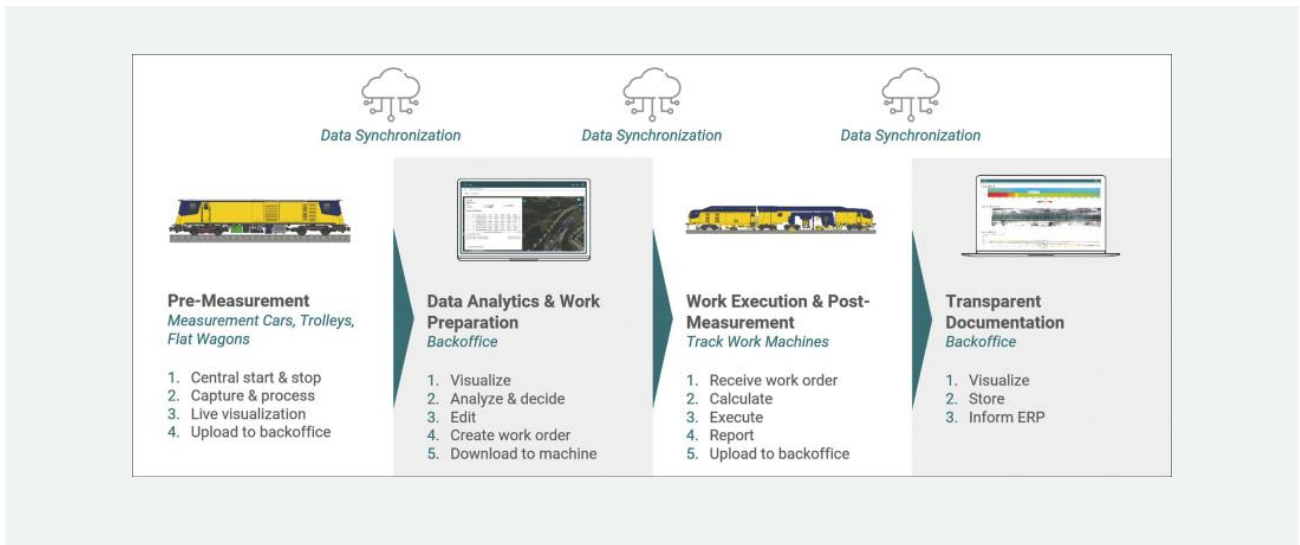 Data Synchronization
Data Synchronization
Data Synchronization
Pre-Measurement
Measurement Cars, Trolleys,
Flat Wagons
1. Central start & stop
2. Capture & process
3. Live visualization
4. Upload to backoffice
Data Analytics & Work
Preparation
Backoffice
1. Visualize
2. Analyze & decide
3. Edit
4. Create work order
5. Download to machine
Work Execution & Post-
Measurement
Track Work Machines
1. Receive work order
2. Calculate
3. Execute
4. Report
5. Upload to backoffice
Transparent
Documentation
Backoffice
1. Visualize
2. Store
3. Inform ERP